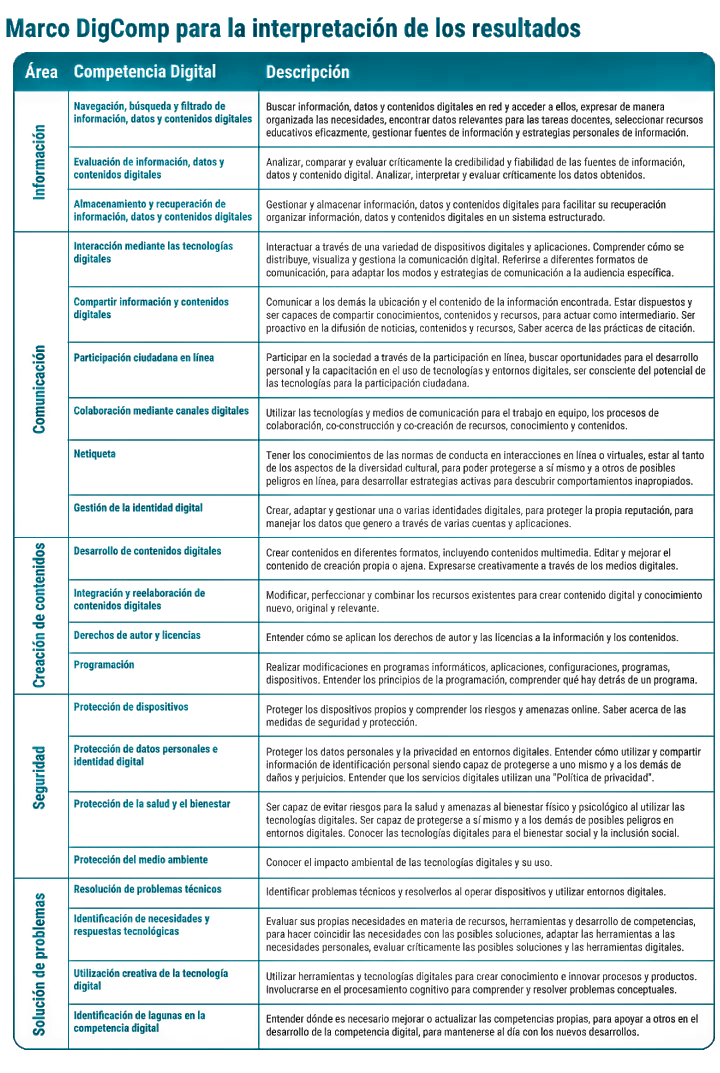 Marco DigComp para la interpretación de los resultados
Área Competencia Digital Descripción
Información
Navegación, búsqueda y filtrado de
información, datos y contenidos digitales
Buscar información, datos y contenidos digitales en red y acceder a ellos, expresar de manera
organizada las necesidades, encontrar datos relevantes para las tareas docentes, seleccionar recursos
educativos eficazmente, gestionar fuentes de información y estrategias personales de información.
Evaluación de información, datos y
contenidos digitales
Analizar, comparar y evaluar críticamente la credibilidad y fiabilidad de las fuentes de información,
datos y contenido digital. Analizar, interpretar y evaluar críticamente los datos obtenidos.
Almacenamiento y recuperación de
información, datos y contenidos digitales
Gestionar y almacenar información, datos y contenidos digitales para facilitar su recuperación
organizar información, datos y contenidos digitales en un sistema estructurado.
Comunicación
Interacción mediante las tecnologías
digitales
Interactuar a través de una variedad de dispositivos digitales y aplicaciones. Comprender cómo se
distribuye, visualiza y gestiona la comunicación digital. Referirse a diferentes formatos de
comunicación, para adaptar los modos y estrategias de comunicación a la audiencia específica.
Compartir información y contenidos
digitales
Comunicar a los demás la ubicación y el contenido de la información encontrada. Estar dispuestos y
ser capaces de compartir conocimientos, contenidos y recursos, para actuar como intermediario. Ser
proactivo en la difusión de noticias, contenidos y recursos, Saber acerca de las prácticas de citación.
Participación ciudadana en línea
Participar en la sociedad a través de la participación en línea, buscar oportunidades para el desarrollo
personal y la capacitación en el uso de tecnologías y entornos digitales, ser consciente del potencial de
las tecnologías para la participación ciudadana.
Colaboración mediante canales digitales
Utilizar las tecnologías y medios de comunicación para el trabajo en equipo, los procesos de
colaboración, co-construcción y co-creación de recursos, conocimiento y contenidos.
Netiqueta
Tener los conocimientos de las normas de conducta en interacciones en línea o virtuales, estar al tanto
de los aspectos de la diversidad cultural, para poder protegerse a sí mismo y a otros de posibles
peligros en línea, para desarrollar estrategias activas para descubrir comportamientos inapropiados.
Gestión de la identidad digital
Crear, adaptar y gestionar una o varias identidades digitales, para proteger la propia reputación, para
manejar los datos que genero a través de varias cuentas y aplicaciones.
Creación de contenidos
Desarrollo de contenidos digitales
Crear contenidos en diferentes formatos, incluyendo contenidos multimedia. Editar y mejorar el
contenido de creación propia o ajena. Expresarse creativamente a través de los medios digitales.
Integración y reelaboración de
contenidos digitales
Modificar, perfeccionar y combinar los recursos existentes para crear contenido digital y conocimiento
nuevo, original y relevante.
Derechos de autor y licencias
Entender cómo se aplican los derechos de autor y las licencias a la información y los contenidos.
Programación
Realizar modificaciones en programas informáticos, aplicaciones, configuraciones, programas,
dispositivos. Entender los principios de la programación, comprender qué hay detrás de un programa.
Seguridad
Protección de dispositivos
Proteger los dispositivos propios y comprender los riesgos y amenazas online. Saber acerca de las
medidas de seguridad y protección.
Protección de datos personales e
identidad digital
Proteger los datos personales y la privacidad en entornos digitales. Entender cómo utilizar y compartir
información de identificación personal siendo capaz de protegerse a uno mismo y a los demás de
daños y perjuicios. Entender que los servicios digitales utilizan una "Política de privacidad".
Protección de la salud y el bienestar
Ser capaz de evitar riesgos para la salud y amenazas al bienestar físico y psicológico al utilizar las
tecnologías digitales. Ser capaz de protegerse a sí mismo y a los demás de posibles peligros en
entornos digitales. Conocer las tecnologías digitales para el bienestar social y la inclusión social.
Protección del medio ambiente
Conocer el impacto ambiental de las tecnologías digitales y su uso.
Solución de problemas
Resolución de problemas técnicos
Identificar problemas técnicos y resolverlos al operar dispositivos y utilizar entornos digitales.
Identificación de necesidades y
respuestas tecnológicas
Evaluar sus propias necesidades en materia de recursos, herramientas y desarrollo de competencias,
para hacer coincidir las necesidades con las posibles soluciones, adaptar las herramientas a las
necesidades personales, evaluar críticamente las posibles soluciones y las herramientas digitales.
Utilización creativa de la tecnología
digital
Utilizar herramientas y tecnologías digitales para crear conocimiento e innovar procesos y productos.
Involucrarse en el procesamiento cognitivo para comprender y resolver problemas conceptuales.
Identificación de lagunas en la
competencia digital
Entender dónde es necesario mejorar o actualizar las competencias propias, para apoyar a otros en el
desarrollo de la competencia digital, para mantenerse al día con los nuevos desarrollos.